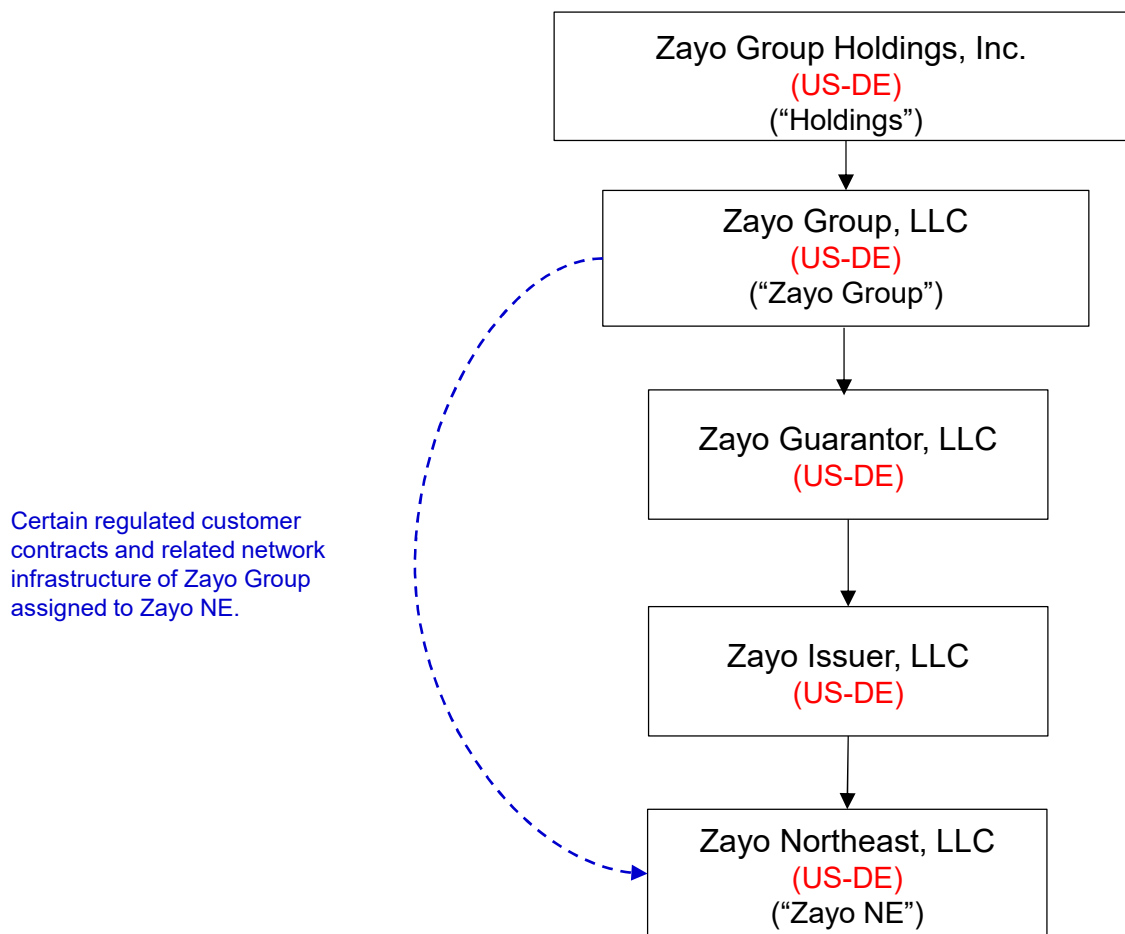 Zayo Group Holdings, Inc.
(US-DE)
(“Holdings”)
Zayo Group, LLC
(US-DE)
(“Zayo Group”)
Zayo Guarantor, LLC
(US-DE)
Certain regulated customer
contracts and related network
infrastructure of Zayo Group
assigned to Zayo NE.
Zayo Issuer, LLC
(US-DE)
Zayo Northeast, LLC
(US-DE)
(“Zayo NE”)